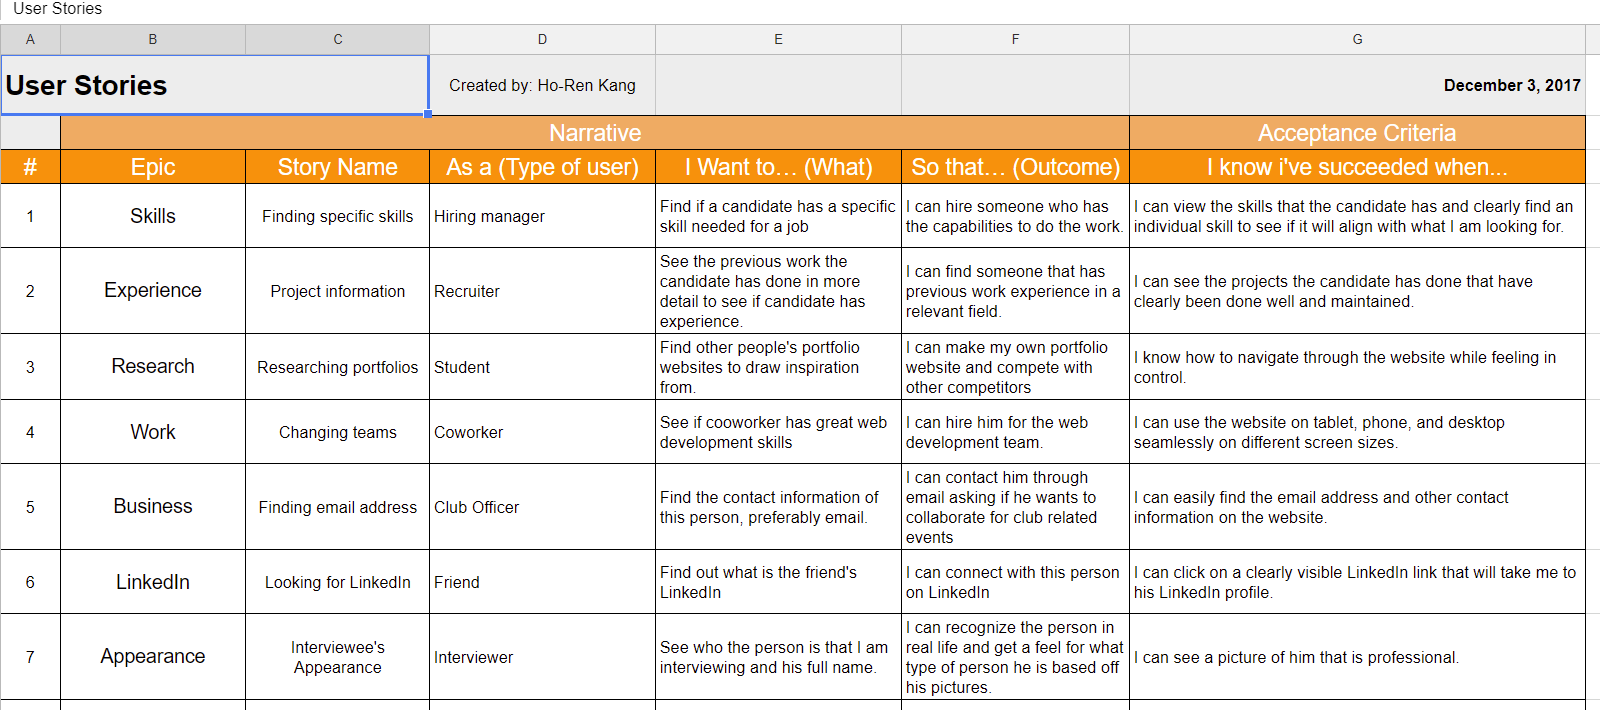 User Stories
A B C D E F G
User Stories Created by: Ho-Ren Kang December 3, 2017
Narrative Acceptance Criteria
# Epic Story Name As a (Type of user) I Want to... (What) So that... (Outcome) I know i've succeeded when...
1 Skills Finding specific skills Hiring manager
Find if a candidate has a specific
skill needed for a job
I can hire someone who has
the capabilities to do the work.
I can view the skills that the candidate has and clearly find an
individual skill to see if it will align with what I am looking for.
2 Experience Project information Recruiter
See the previous work the
candidate has done in more
detail to see if candidate has
experience.
I can find someone that has
previous work experience in a
relevant field.
I can see the projects the candidate has done that have
clearly been done well and maintained.
3 Research Researching portfolios Student
Find other people's portfolio
websites to draw inspiration
from.
I can make my own portfolio
website and compete with
other competitors
I know how to navigate through the website while feeling in
control.
4 Work Changing teams Coworker
See if cooworker has great web
development skills
I can hire him for the web
development team.
I can use the website on tablet, phone, and desktop
seamlessly on different screen sizes.
5 Business Finding email address Club Officer
Find the contact information of
this person, preferably email.
I can contact him through
email asking if he wants to
collaborate for club related
events
I can easily find the email address and other contact
information on the website.
6 LinkedIn Looking for LinkedIn Friend
Find out what is the friend's
LinkedIn
I can connect with this person
on LinkedIn
I can click on a clearly visible LinkedIn link that will take me to
his LinkedIn profile.
7 Appearance
Interviewee's
Appearance
Interviewer
See who the person is that I am
interviewing and his full name.
I can recognize the person in
real life and get a feel for what
type of person he is based off
his pictures.
I can see a picture of him that is professional.